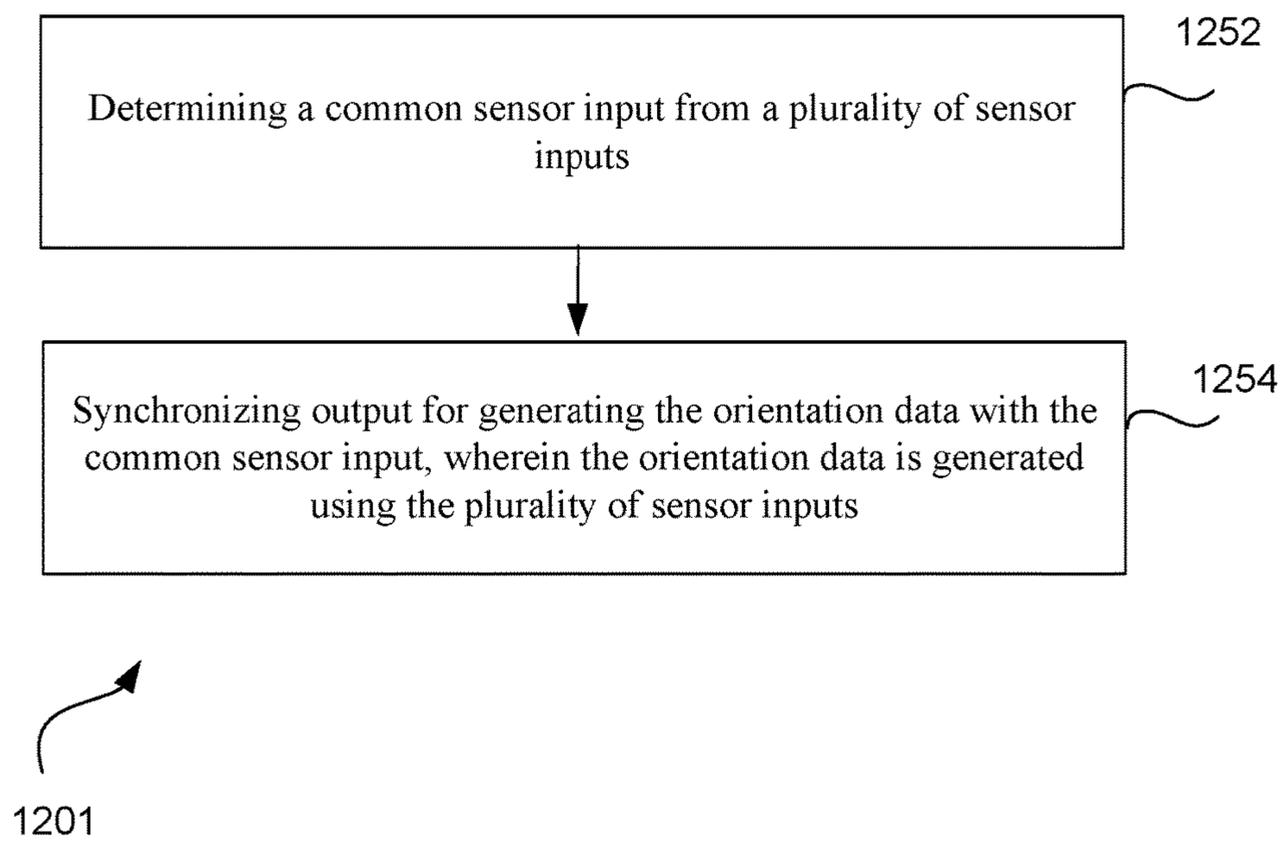 1252
Determining a common sensor input from a plurality of sensor
inputs
1254
Synchronizing output for generating the orientation data with the
common sensor input, wherein the orientation data is generated
using the plurality of sensor inputs
1201